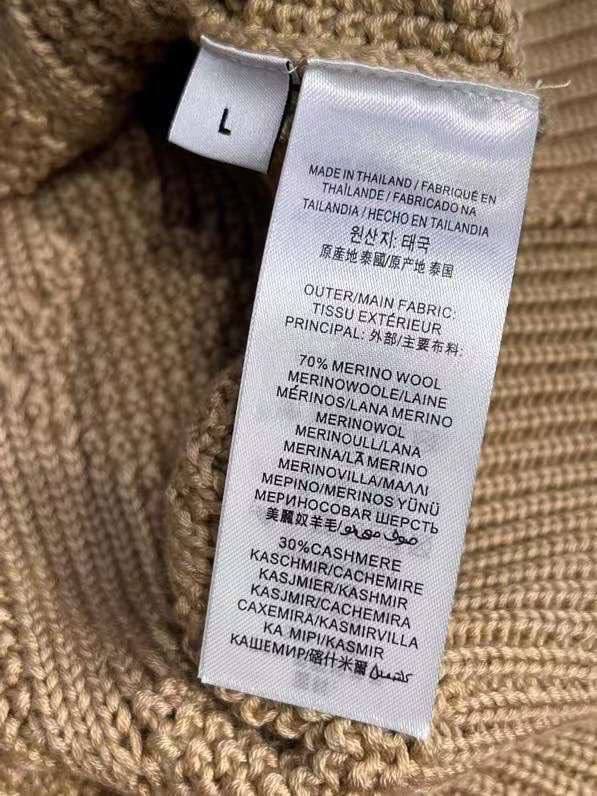 L
MADE IN THAILAND / FABRIQUÉ EN
THAÏLANDE / FABRICADO NA
TAILANDIA / HECHO EN TAILANDIA
원산지: 태국
原産地 泰國/原产地 泰国
OUTER/MAIN FABRIC:
TISSU EXTÉRIEUR
PRINCIPAL: 外部/主要布料:
70% MERINO WOOL
MERINOWOOLE/LAINE
MÉRINOS/LANA MERINO
MERINOWOL
MERINOULL/LANA
MERINA/LÃ MERINO
MERINOVILLA/ΜΑΛΛΙ
ΜΕΡΙΝΟ/MERINOS YÜNÜ
МЕРИНОСОВАЯ ШЕРСТЬ
美麗奴羊毛/صوف
30%CASHMERE
KASCHMIR/CACHEMIRE
KASJMIER/KASHMIR
KASJMIR/CACHEMIRA
CAXEMIRA/KASMIRVILLA
ΚΑ ΜΙΡΙ/KASMIR
КАШЕМИР/喀什米爾